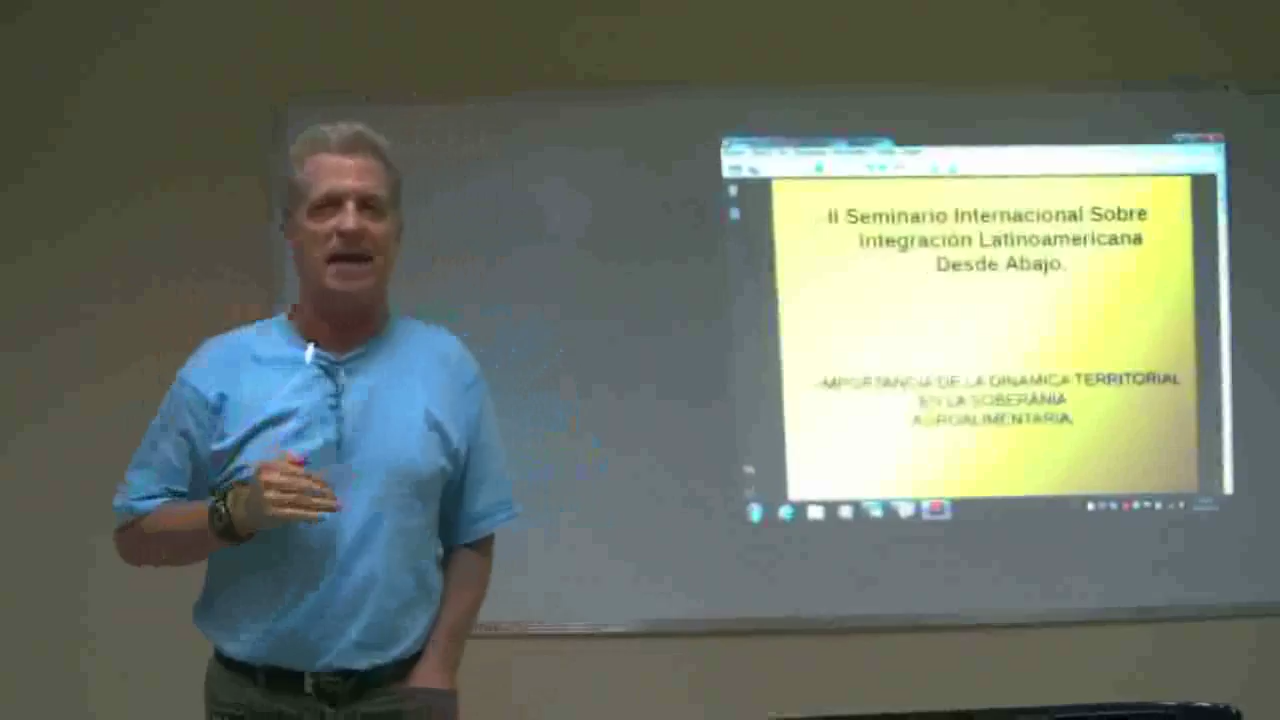 II Seminario Internacional Sobre
Integración Latinoamericana
Desde Abajo.
IMPORTANCIA DE LA DINAMICA TERRITORIAL
EN LA SOBERANIA
AGROALIMENTARIA.